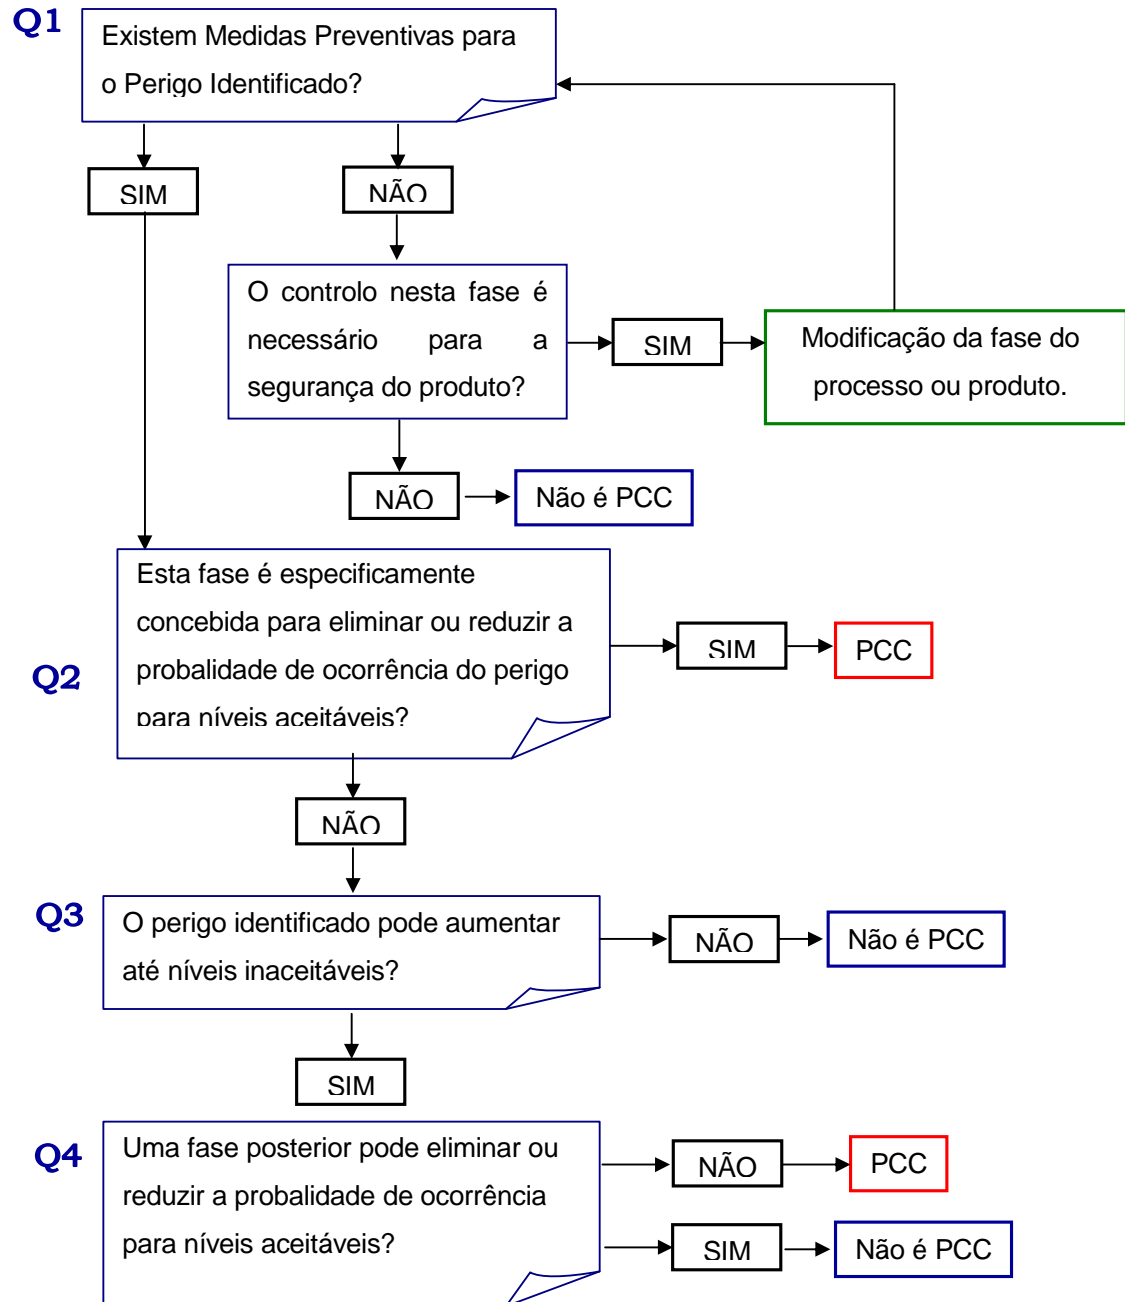 Q1
Existem Medidas Preventivas para
o Perigo Identificado?
SIM
NÃO
O controlo nesta fase é
necessário para a
segurança do produto?
SIM
Modificação da fase do
processo ou produto.
NÃO
Não é PCC
Q2
Esta fase é especificamente
concebida para eliminar ou reduzir a
probalidade de ocorrência do perigo
para níveis aceitáveis?
SIM
PCC
NÃO
Q3
O perigo identificado pode aumentar
até níveis inaceitáveis?
NÃO
Não é PCC
SIM
Q4
Uma fase posterior pode eliminar ou
reduzir a probalidade de ocorrência
para níveis aceitáveis?
NÃO
PCC
SIM
Não é PCC